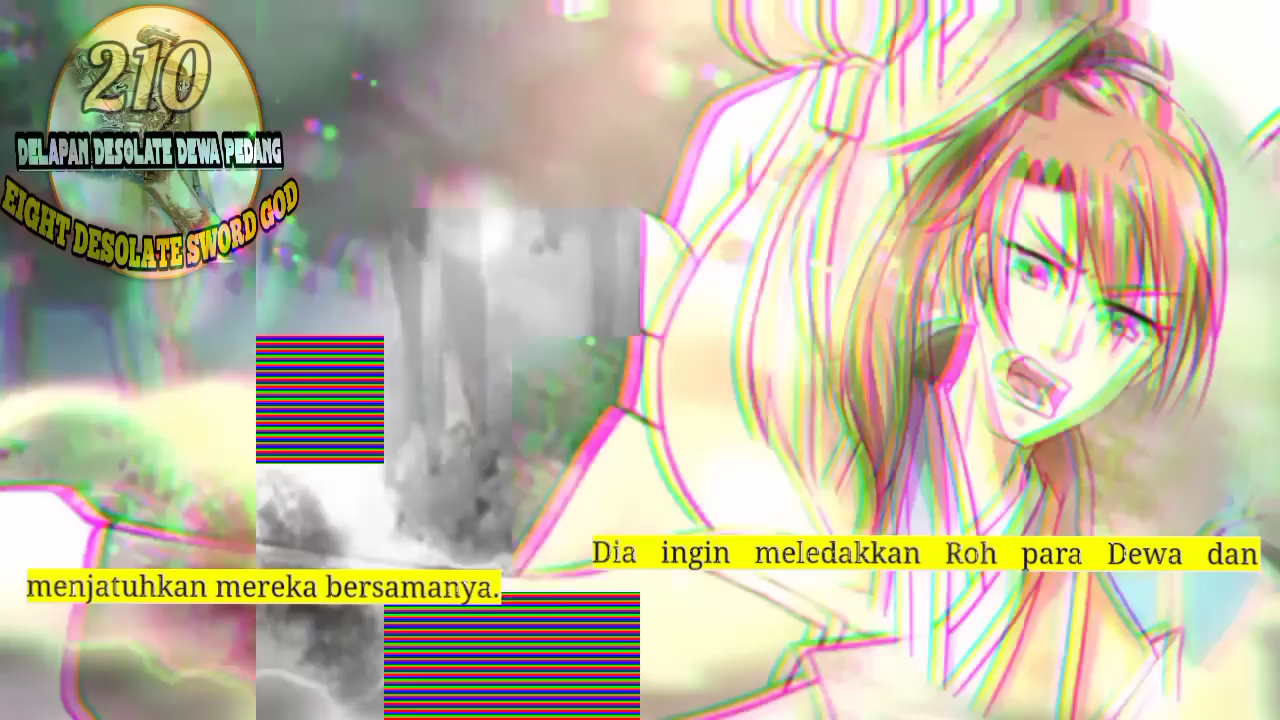 210
DELAPAN DESOLATE DEWA PEDANG
EIGHT DESOLATE SWORD GOD
Dia ingin meledakkan Roh para Dewa dan
menjatuhkan mereka bersamanya.